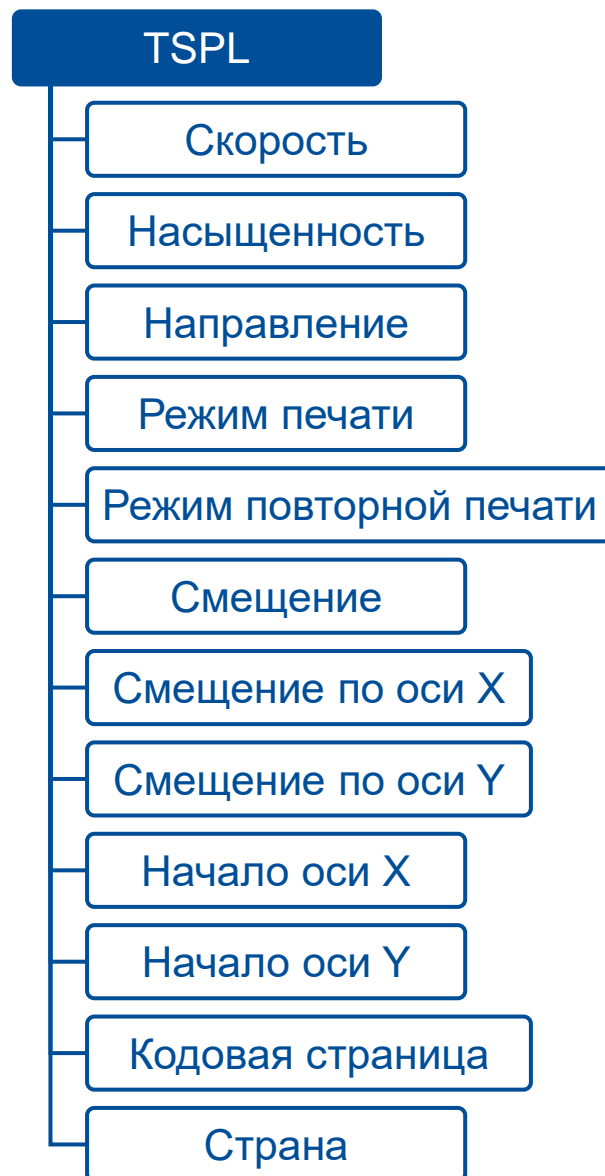 TSPL
Скорость
Насыщенность
Направление
Режим печати
Режим повторной печати
Смещение
Смещение по оси X
Смещение по оси Y
Начало оси X
Начало оси Y
Кодовая страница
Страна